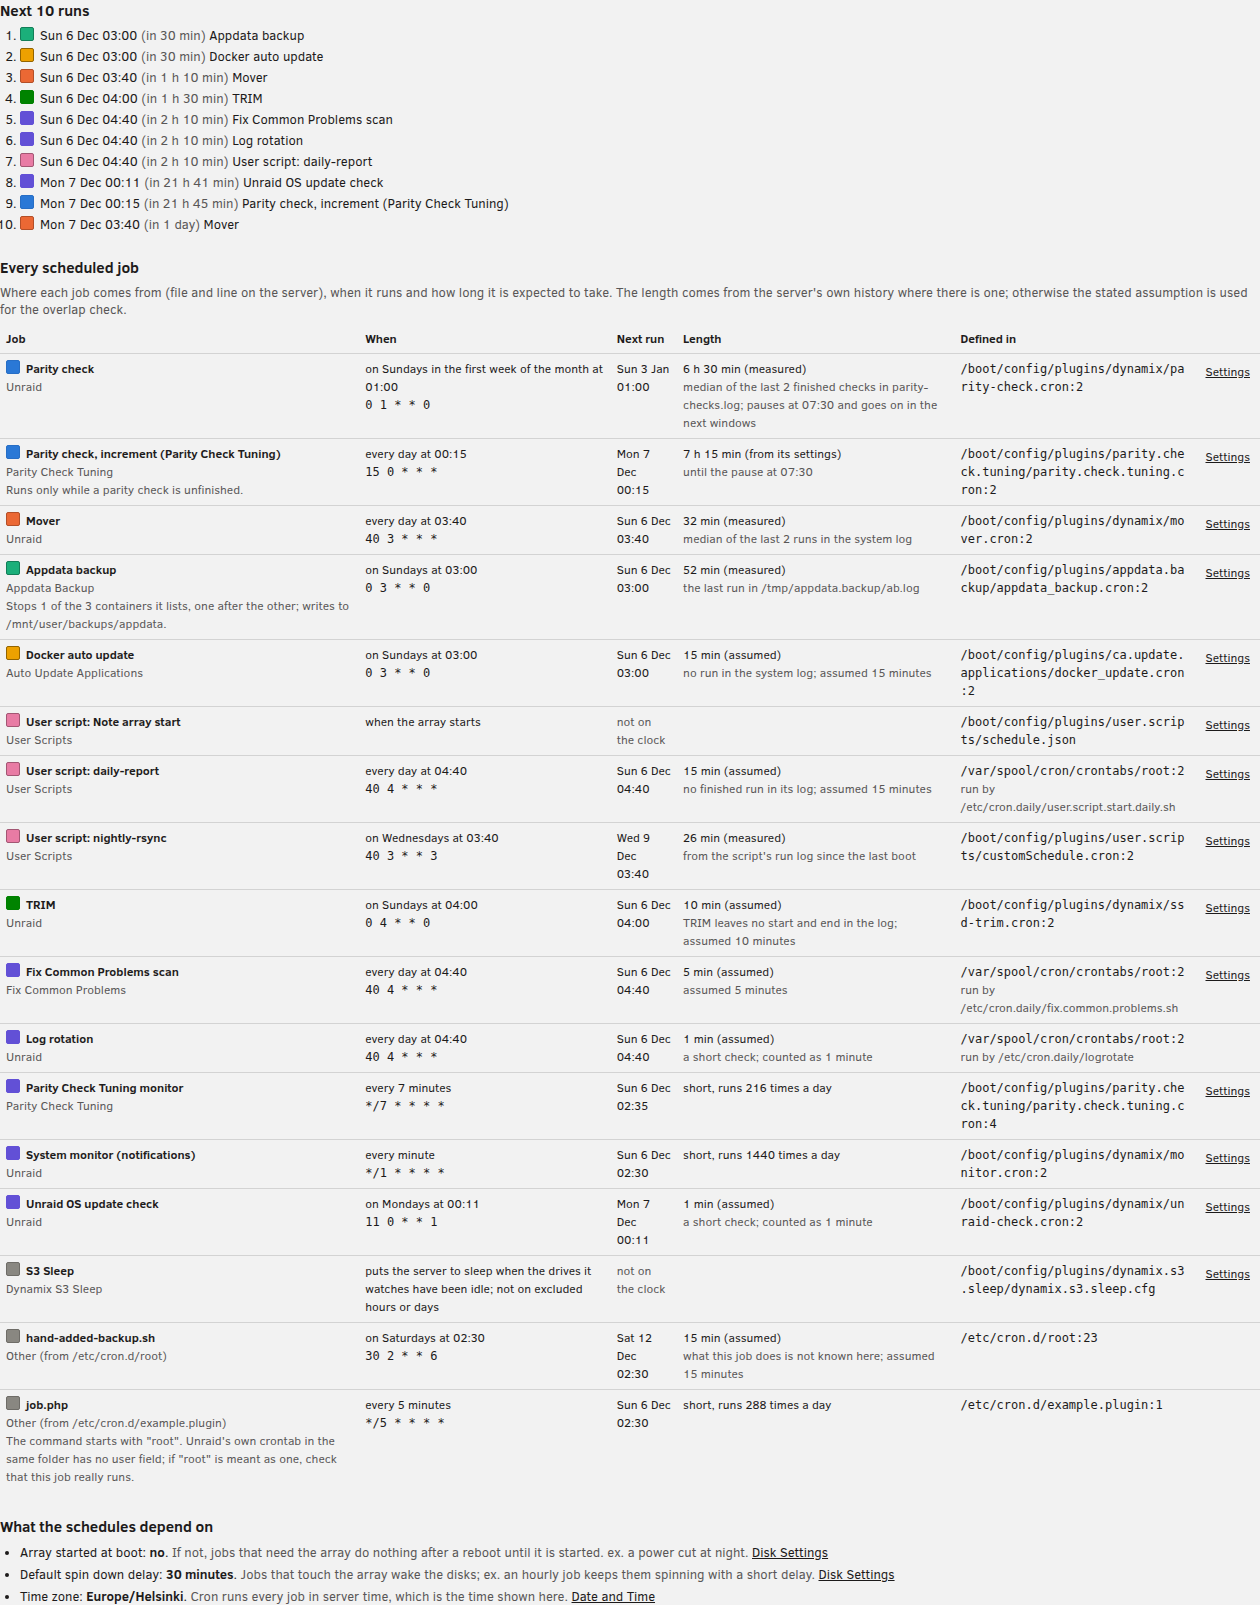 Next 10 runs
1. Sun 6 Dec 03:00 (in 30 min) Appdata backup
2. Sun 6 Dec 03:00 (in 30 min) Docker auto update
3. Sun 6 Dec 03:40 (in 1 h 10 min) Mover
4. Sun 6 Dec 04:00 (in 1 h 30 min) TRIM
5. Sun 6 Dec 04:40 (in 2 h 10 min) Fix Common Problems scan
6. Sun 6 Dec 04:40 (in 2 h 10 min) Log rotation
7. Sun 6 Dec 04:40 (in 2 h 10 min) User script: daily-report
8. Mon 7 Dec 00:11 (in 21 h 41 min) Unraid OS update check
9. Mon 7 Dec 00:15 (in 21 h 45 min) Parity check, increment (Parity Check Tuning)
10. Mon 7 Dec 03:40 (in 1 day) Mover
Every scheduled job
Where each job comes from (file and line on the server), when it runs and how long it is expected to take. The length comes from the server's own history where there is one; otherwise the stated assumption is used
for the overlap check.
Job When Next run Length Defined in
Parity check on Sundays in the first week of the month at Sun 3 Jan 6 h 30 min (measured) /boot/config/plugins/dynamix/pa Settings
Unraid 01:00 01:00 median of the last 2 finished checks in parity- rity-check.cron:2
0 1 * * 0 checks.log; pauses at 07:30 and goes on in the
next windows
Parity check, increment (Parity Check Tuning) every day at 00:15 Mon 7 7 h 15 min (from its settings) /boot/config/plugins/parity.che Settings
Parity Check Tuning 15 0 * * * Dec until the pause at 07:30 ck.tuning/parity.check.tuning.c
Runs only while a parity check is unfinished. 00:15 ron:2
Mover every day at 03:40 Sun 6 Dec 32 min (measured) /boot/config/plugins/dynamix/mo Settings
Unraid 40 3 * * * 03:40 median of the last 2 runs in the system log ver.cron:2
Appdata backup on Sundays at 03:00 Sun 6 Dec 52 min (measured) /boot/config/plugins/appdata.ba Settings
Appdata Backup 0 3 * * 0 03:00 the last run in /tmp/appdata.backup/ab.log ckup/appdata_backup.cron:2
Stops 1 of the 3 containers it lists, one after the other; writes to
/mnt/user/backups/appdata.
Docker auto update on Sundays at 03:00 Sun 6 Dec 15 min (assumed) /boot/config/plugins/ca.update. Settings
Auto Update Applications 0 3 * * 0 03:00 no run in the system log; assumed 15 minutes applications/docker_update.cron
:2
User script: Note array start when the array starts not on /boot/config/plugins/user.scrip Settings
User Scripts the clock ts/schedule.json
User script: daily-report every day at 04:40 Sun 6 Dec 15 min (assumed) /var/spool/cron/crontabs/root:2 Settings
User Scripts 40 4 * * * 04:40 no finished run in its log; assumed 15 minutes run by
/etc/cron.daily/user.script.start.daily.sh
User script: nightly-rsync on Wednesdays at 03:40 Wed 9 26 min (measured) /boot/config/plugins/user.scrip Settings
User Scripts 40 3 * * 3 Dec from the script's run log since the last boot ts/customSchedule.cron:2
03:40
TRIM on Sundays at 04:00 Sun 6 Dec 10 min (assumed) /boot/config/plugins/dynamix/ss Settings
Unraid 0 4 * * 0 04:00 TRIM leaves no start and end in the log; d-trim.cron:2
assumed 10 minutes
Fix Common Problems scan every day at 04:40 Sun 6 Dec 5 min (assumed) /var/spool/cron/crontabs/root:2 Settings
Fix Common Problems 40 4 * * * 04:40 assumed 5 minutes run by
/etc/cron.daily/fix.common.problems.sh
Log rotation every day at 04:40 Sun 6 Dec 1 min (assumed) /var/spool/cron/crontabs/root:2
Unraid 40 4 * * * 04:40 a short check; counted as 1 minute run by /etc/cron.daily/logrotate
Parity Check Tuning monitor every 7 minutes Sun 6 Dec short, runs 216 times a day /boot/config/plugins/parity.che Settings
Parity Check Tuning */7 * * * * 02:35 ck.tuning/parity.check.tuning.c
ron:4
System monitor (notifications) every minute Sun 6 Dec short, runs 1440 times a day /boot/config/plugins/dynamix/mo Settings
Unraid */1 * * * * 02:30 nitor.cron:2
Unraid OS update check on Mondays at 00:11 Mon 7 1 min (assumed) /boot/config/plugins/dynamix/un Settings
Unraid 11 0 * * 1 Dec a short check; counted as 1 minute raid-check.cron:2
00:11
S3 Sleep puts the server to sleep when the drives it not on /boot/config/plugins/dynamix.s3 Settings
Dynamix S3 Sleep watches have been idle; not on excluded the clock .sleep/dynamix.s3.sleep.cfg
hours or days
hand-added-backup.sh on Saturdays at 02:30 Sat 12 15 min (assumed) /etc/cron.d/root:23
Other (from /etc/cron.d/root) 30 2 * * 6 Dec what this job does is not known here; assumed
02:30 15 minutes
job.php every 5 minutes Sun 6 Dec short, runs 288 times a day /etc/cron.d/example.plugin:1
Other (from /etc/cron.d/example.plugin) */5 * * * * 02:30
The command starts with "root". Unraid's own crontab in the
same folder has no user field; if "root" is meant as one, check
that this job really runs.
What the schedules depend on
• Array started at boot: no. If not, jobs that need the array do nothing after a reboot until it is started. ex. a power cut at night. Disk Settings
• Default spin down delay: 30 minutes. Jobs that touch the array wake the disks; ex. an hourly job keeps them spinning with a short delay. Disk Settings
• Time zone: Europe/Helsinki. Cron runs every job in server time, which is the time shown here. Date and Time